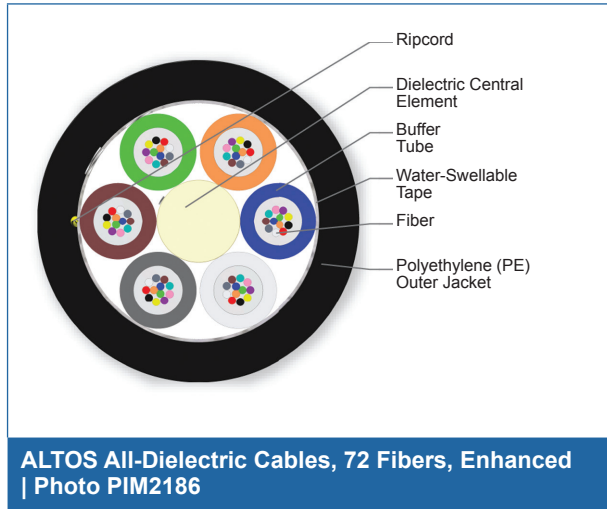 Ripcord
Dielectric Central
Element
Buffer
Tube
Water-Swellable
Tape
Fiber
Polyethylene (PE)
Outer Jacket
ALTOS All-Dielectric Cables, 72 Fibers, Enhanced
| Photo PIM2186